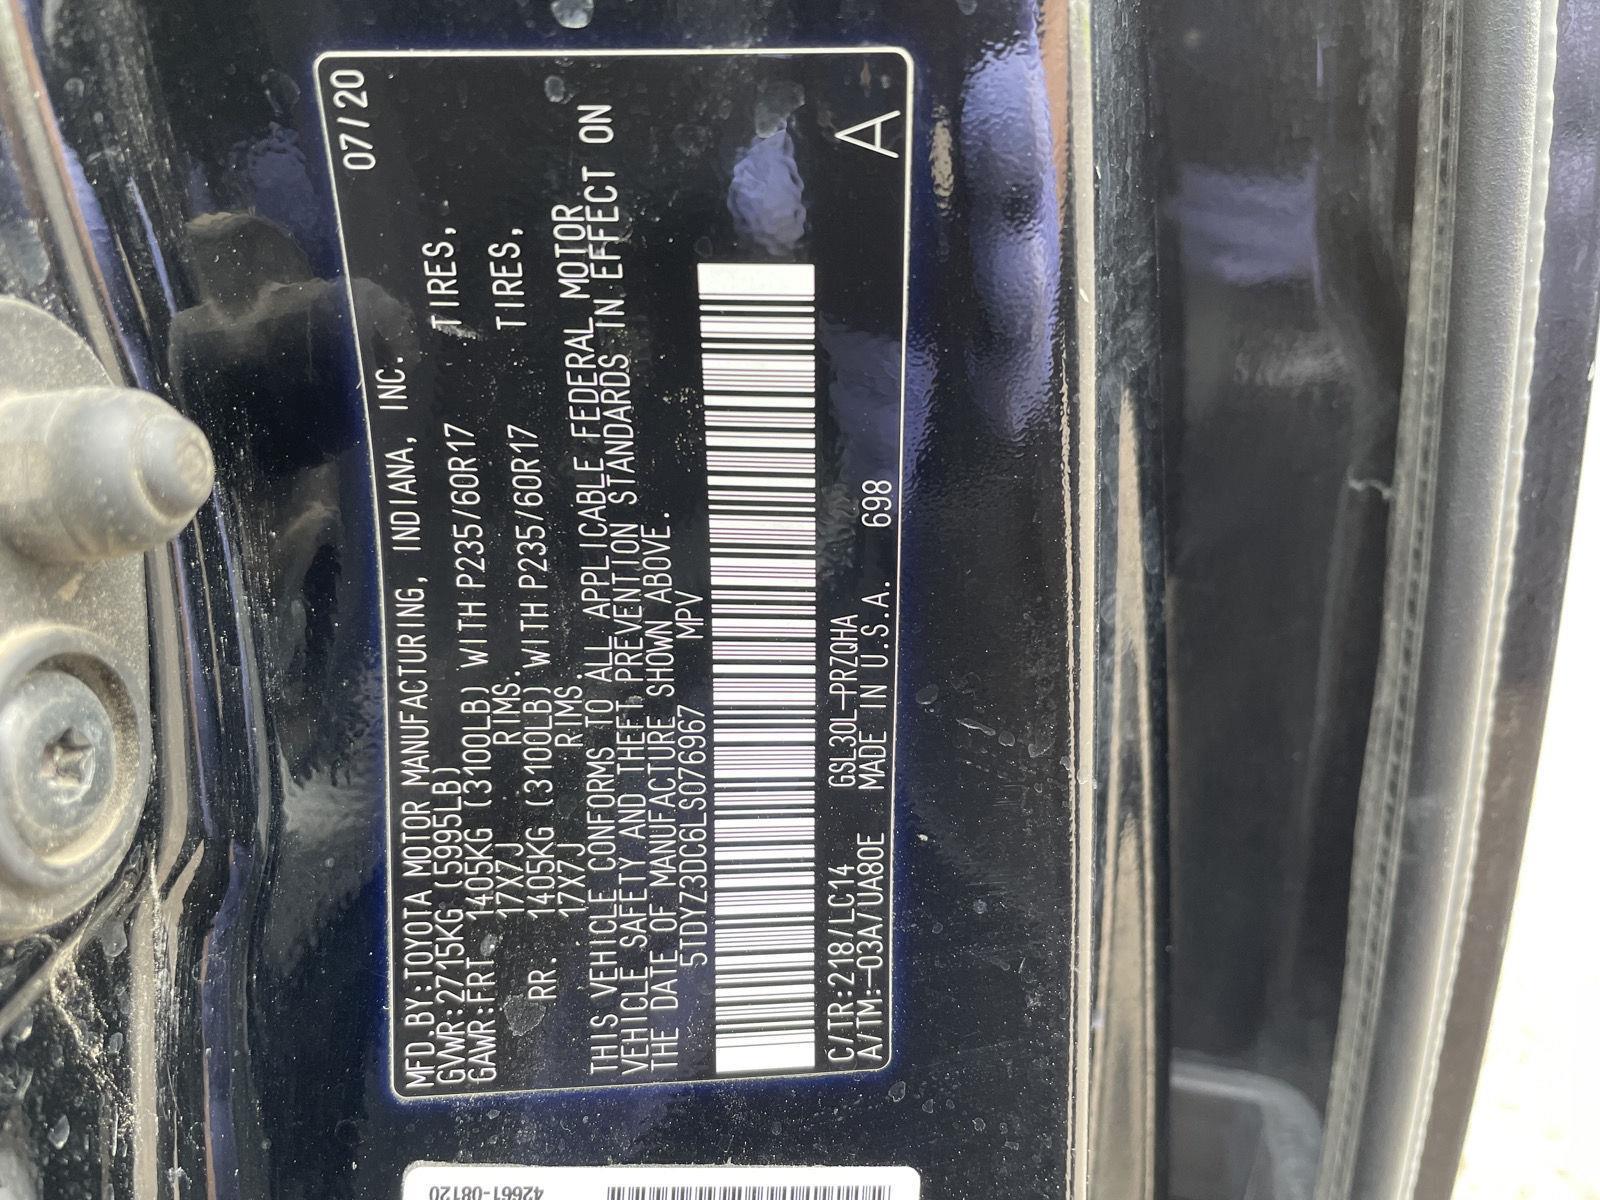 MFD.BY:TOYOTA MOTOR MANUFACTURING, INDIANA, INC. 07/20
GVWR:2715KG (5995LB)
GAWR:FRT. 1405KG (3100LB) WITH P235/60R17 TIRES,
17X7J RIMS.
RR. 1405KG (3100LB) WITH P235/60R17 TIRES,
17X7J RIMS.
THIS VEHICLE CONFORMS TO ALL APPLICABLE FEDERAL MOTOR
VEHICLE SAFETY AND THEFT PREVENTION STANDARDS IN EFFECT ON
THE DATE OF MANUFACTURE SHOWN ABOVE.
5TDYZ3DC6LS076967 MPV
C/TR:218/LC14 GSL30L-PRZQHA
A/TM:-03A/UA80E MADE IN U.S.A. 698 A
42661-08120